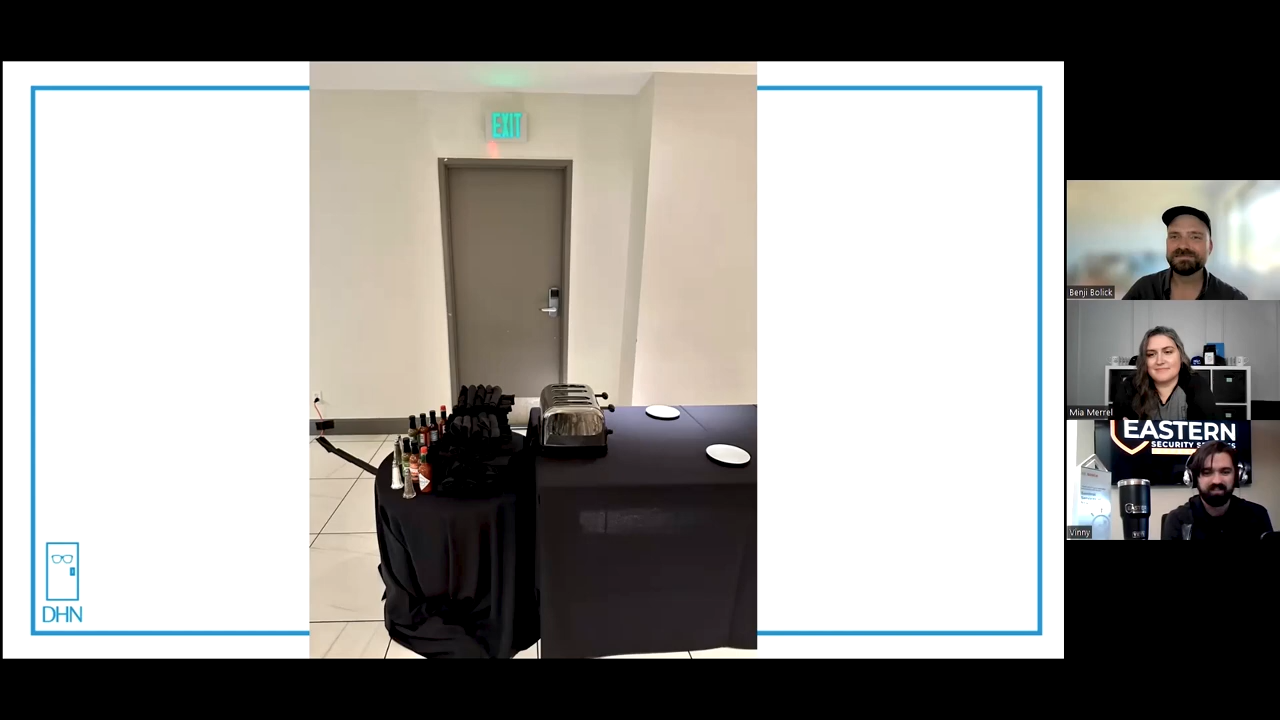 EXIT
DHN
Benji Bolick
Mia Merrel
EASTERN
Vinny